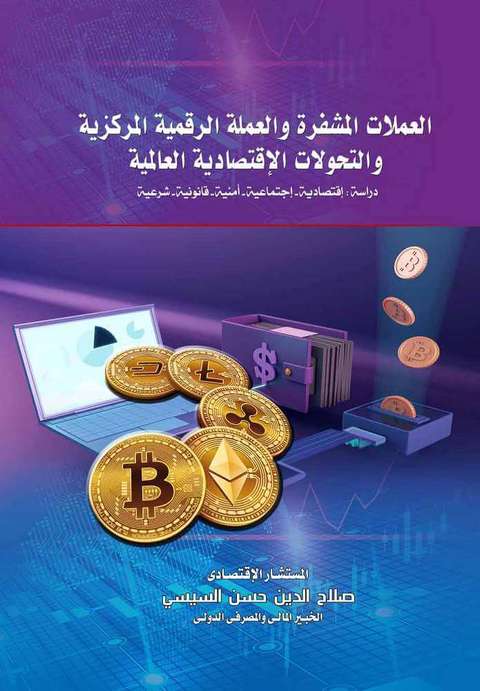 العملات المشفرة والعملة الرقمية المركزية
والتحولات الإقتصادية العالمية
دراسة : إقتصادية - إجتماعية - أمنية - قانونية - شرعية
المستشار الإقتصادى
صلاح الدين حسن السيسي
الخبير المالى والمصرفى الدولى